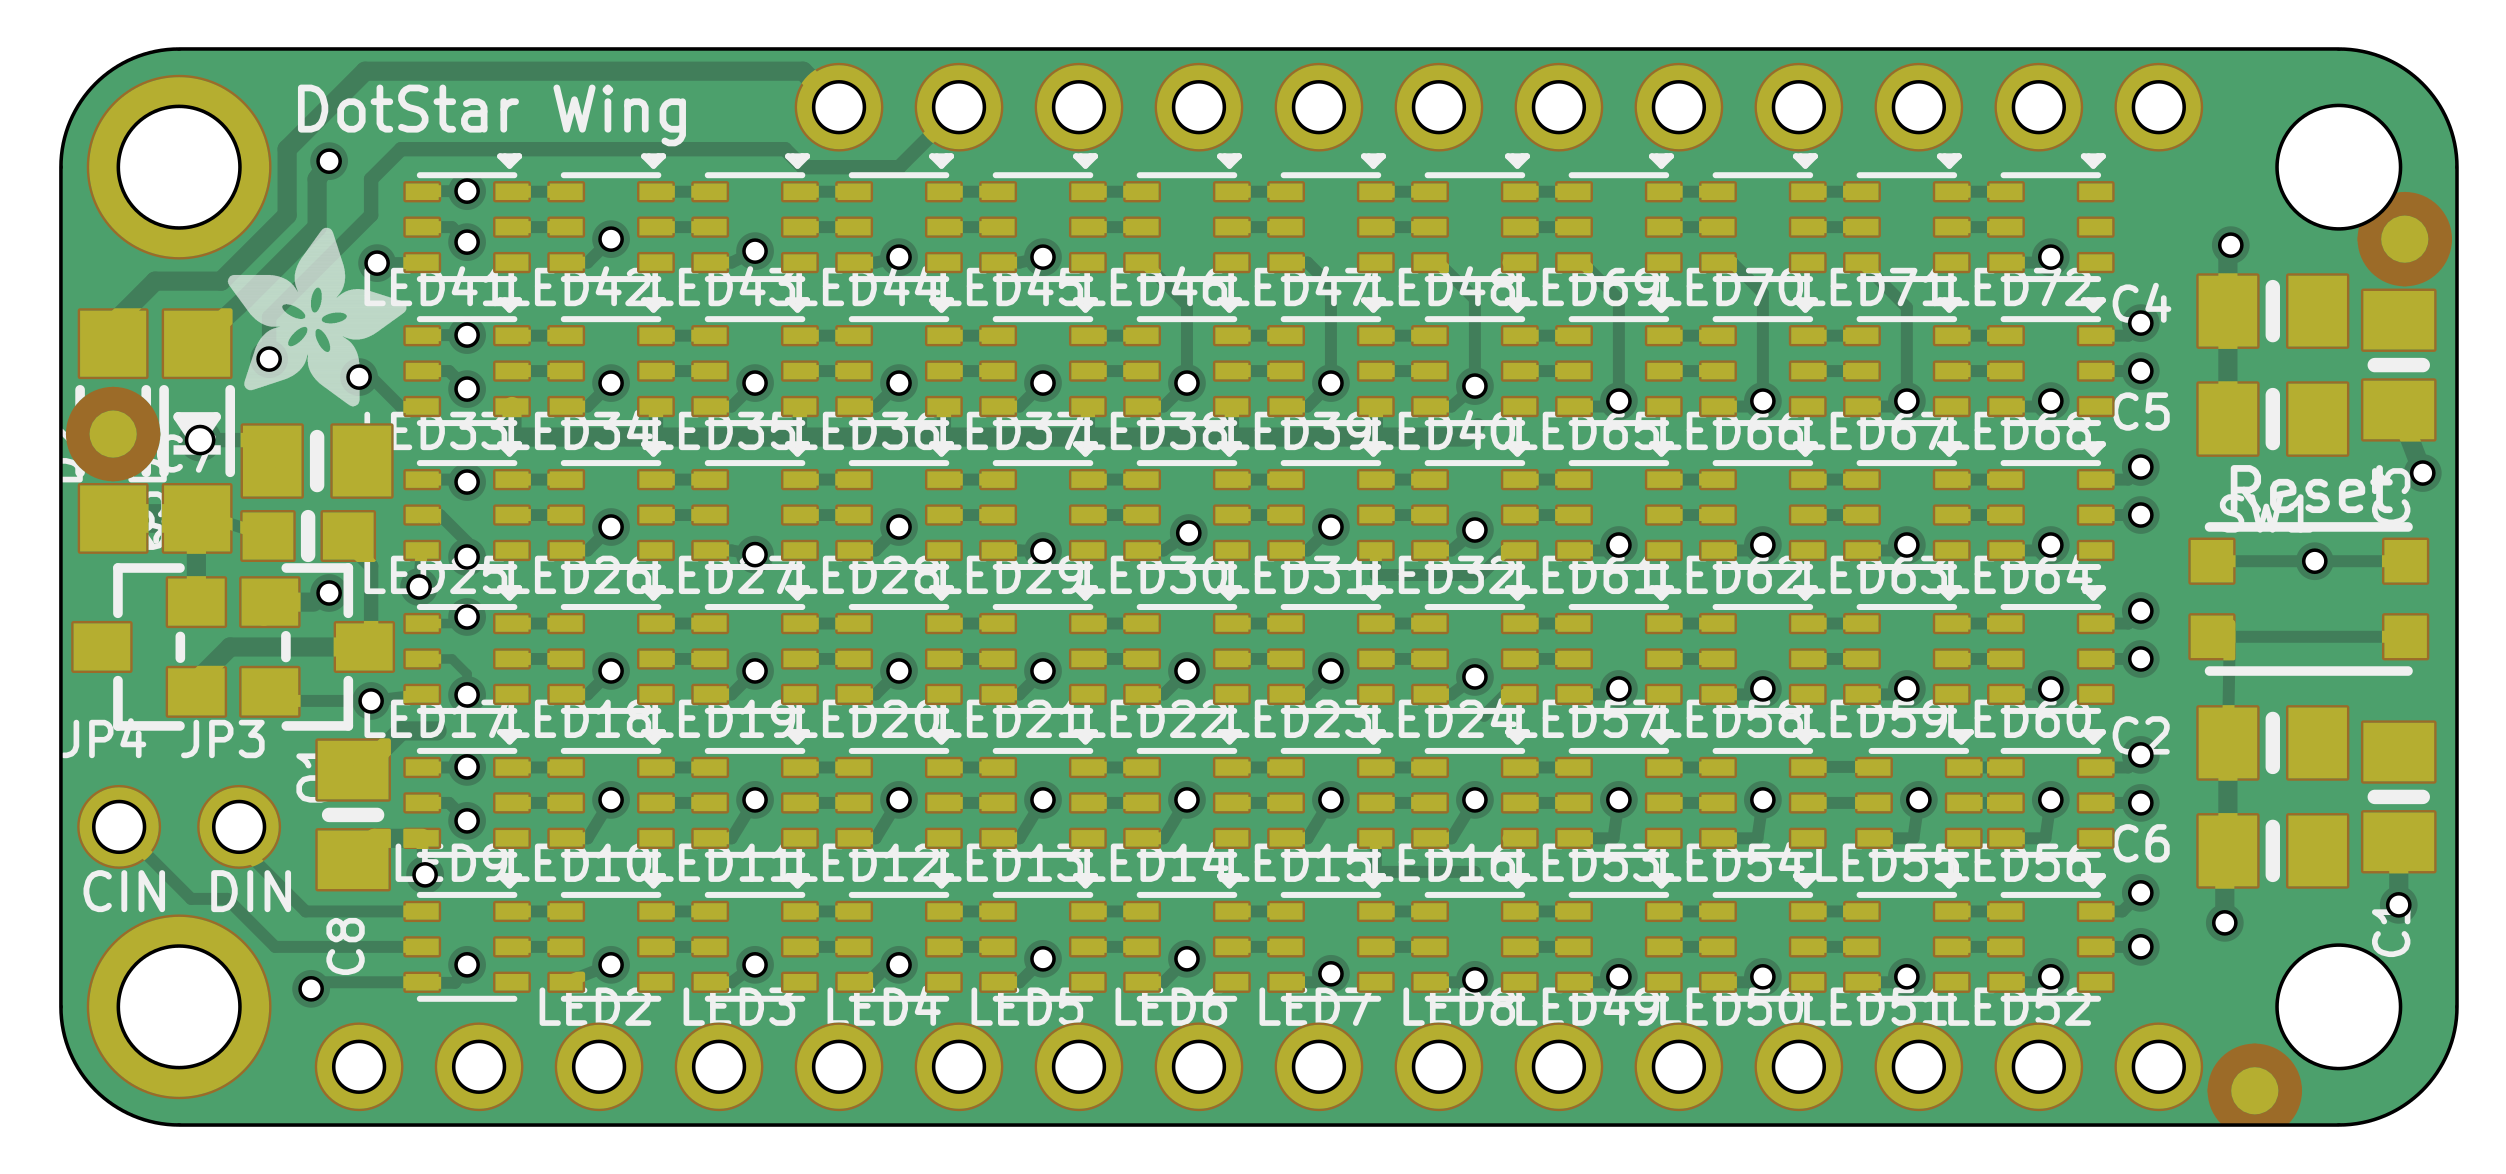 DotStar Wing
LED41 LED42 LED43 LED44 LED45 LED46 LED47 LED48 LED69 LED70 LED71 LED72
C4
LED33 LED34 LED35 LED36 LED37 LED38 LED39 LED40 LED65 LED66 LED67 LED68
C5
Reset
SW1
C3
LED25 LED26 LED27 LED28 LED29 LED30 LED31 LED32 LED61 LED62 LED63 LED64
LED17 LED18 LED19 LED20 LED21 LED22 LED23 LED24 LED57 LED58 LED59 LED60
C2
JP4 JP3
LED9 LED10 LED11 LED12 LED13 LED14 LED15 LED16 LED53 LED54 LED55 LED56
C6
CIN DIN
C8
C1
LED2 LED3 LED4 LED5 LED6 LED7 LED8 LED49 LED50 LED51 LED52